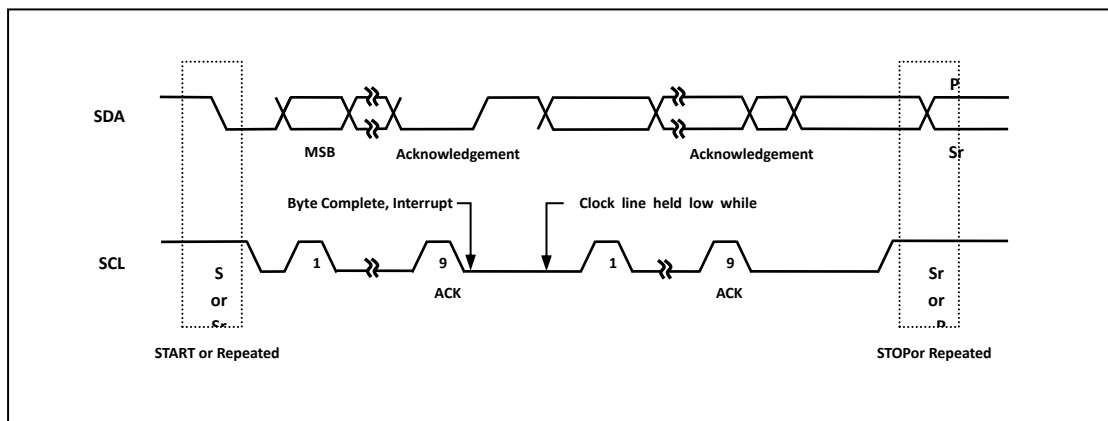 P
SDA
MSB
Acknowledgement
Acknowledgement
Sr
Byte Complete, Interrupt
Clock line held low while
SCL
1
9
1
9
S
or
Sr
ACK
ACK
Sr
or
P
START or Repeated
STOPor Repeated